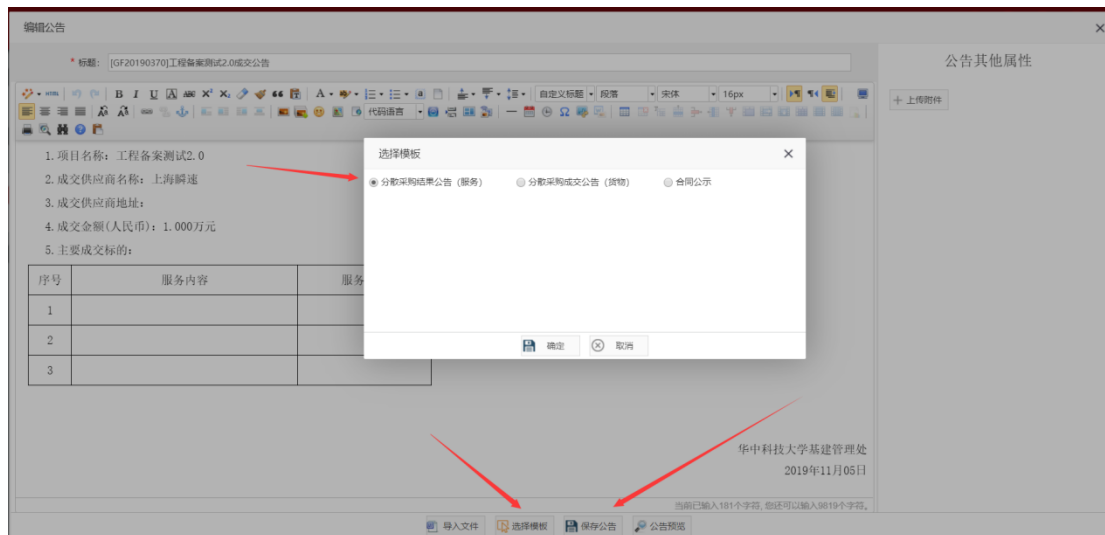 编辑公告
* 标题： [GF20190370]工程备案测试2.0成交公告
公告其他属性
+ 上传附件
HTML
B I U A ABC X² X₂
代码语言
自定义标题
段落
宋体
16px
1. 项目名称：工程备案测试2.0
2. 成交供应商名称：上海瞬速
3. 成交供应商地址：
4. 成交金额(人民币)：1.000万元
5. 主要成交标的：
序号 服务内容 服务
1
2
3
选择模板
分散采购结果公告（服务） 分散采购成交公告（货物） 合同公示
确定 取消
华中科技大学基建管理处
2019年11月05日
当前已输入181个字符, 您还可以输入9819个字符。
导入文件 选择模板 保存公告 公告预览